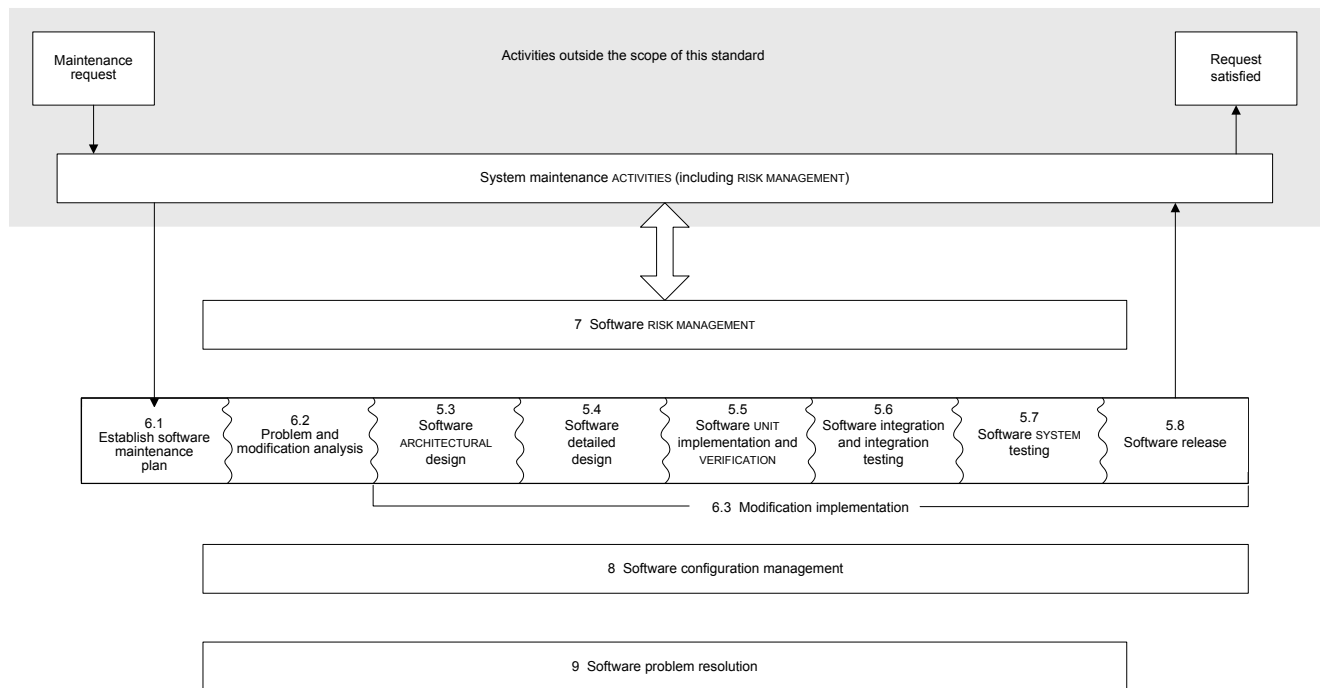 Maintenance
request
Activities outside the scope of this standard
Request
satisfied
System maintenance ACTIVITIES (including RISK MANAGEMENT)
7 Software RISK MANAGEMENT
6.1
Establish software
maintenance
plan
6.2
Problem and
modification analysis
5.3
Software
ARCHITECTURAL
design
5.4
Software
detailed
design
5.5
Software UNIT
implementation and
VERIFICATION
5.6
Software integration
and integration
testing
5.7
Software SYSTEM
testing
5.8
Software release
6.3 Modification implementation
8 Software configuration management
9 Software problem resolution